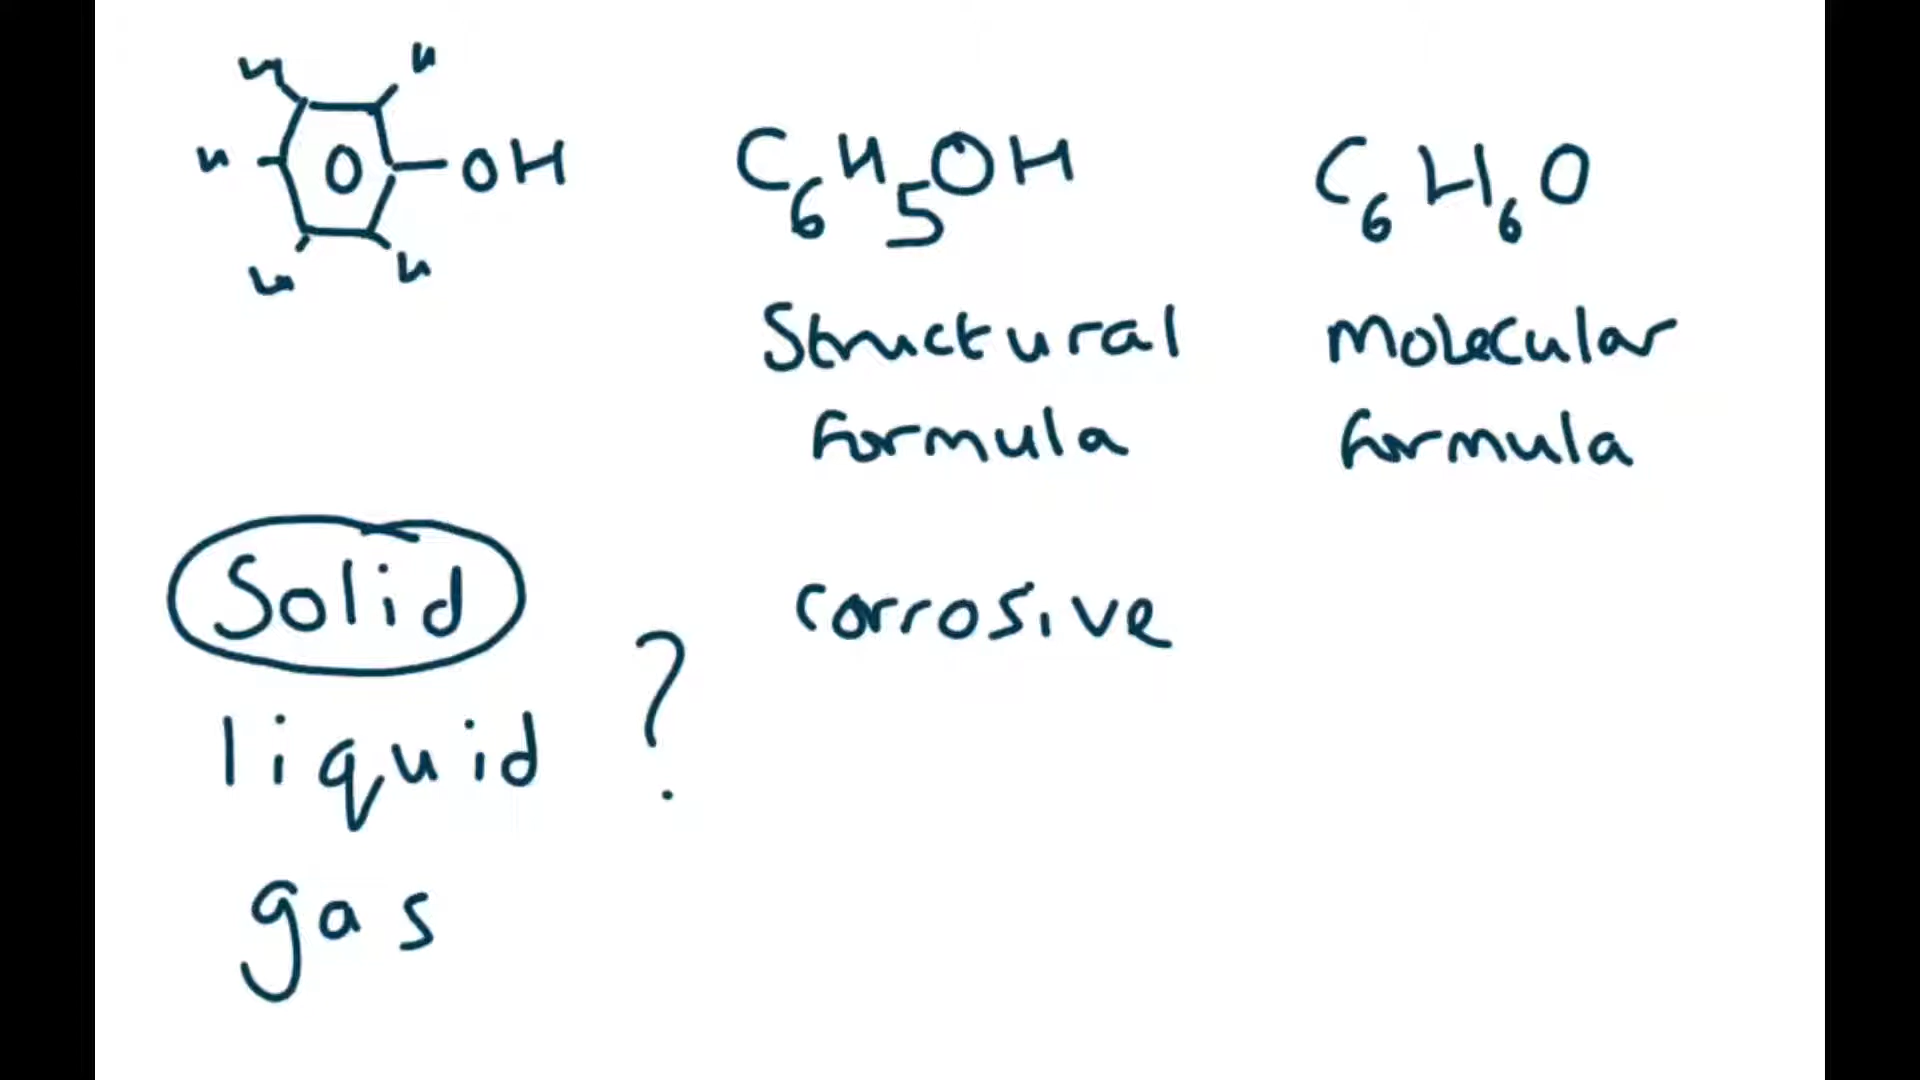 H H
H O OH
H H
C6H5OH
Structural
formula
C6H6O
Molecular
formula
Solid
liquid
gas
?
corrosive